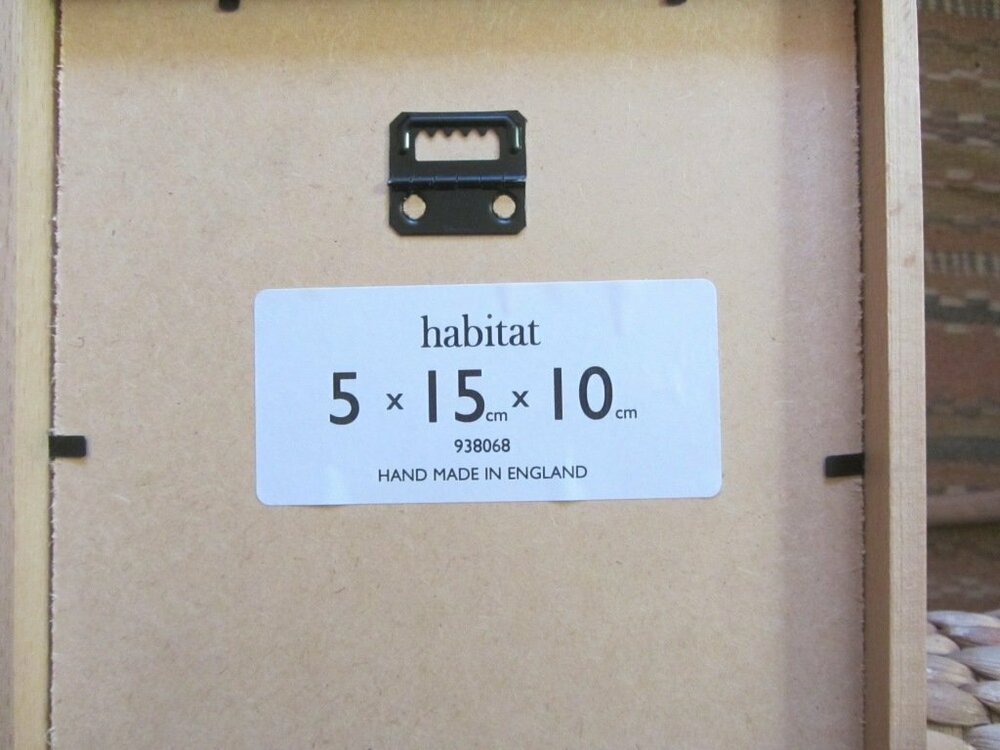 habitat
5 x 15cm x 10cm
938068
HAND MADE IN ENGLAND